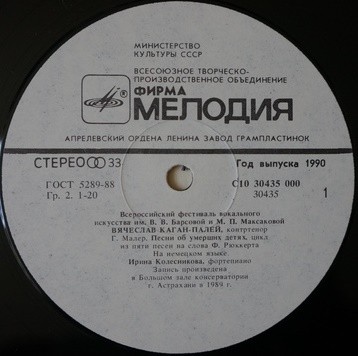 МИНИСТЕРСТВО
КУЛЬТУРЫ СССР
ВСЕСОЮЗНОЕ ТВОРЧЕСКО-
ПРОИЗВОДСТВЕННОЕ ОБЪЕДИНЕНИЕ
ФИРМА
МЕЛОДИЯ
АПРЕЛЕВСКИЙ ОРДЕНА ЛЕНИНА ЗАВОД ГРАМПЛАСТИНОК
СТЕРЕО 33
Год выпуска 1990
ГОСТ 5289-88
Гр. 2. 1-20
С10 30435 000
30435
1
Всероссийский фестиваль вокального
искусства им. В. В. Барсовой и М. П. Максаковой
ВЯЧЕСЛАВ КАГАН-ПАЛЕЙ, контртенор
Г. Малер. Песни об умерших детях, цикл
из пяти песен на слова Ф. Рюккерта
На немецком языке
Ирина Колесникова, фортепиано
Запись произведена
в Большом зале консерватории
г. Астрахани в 1989 г.